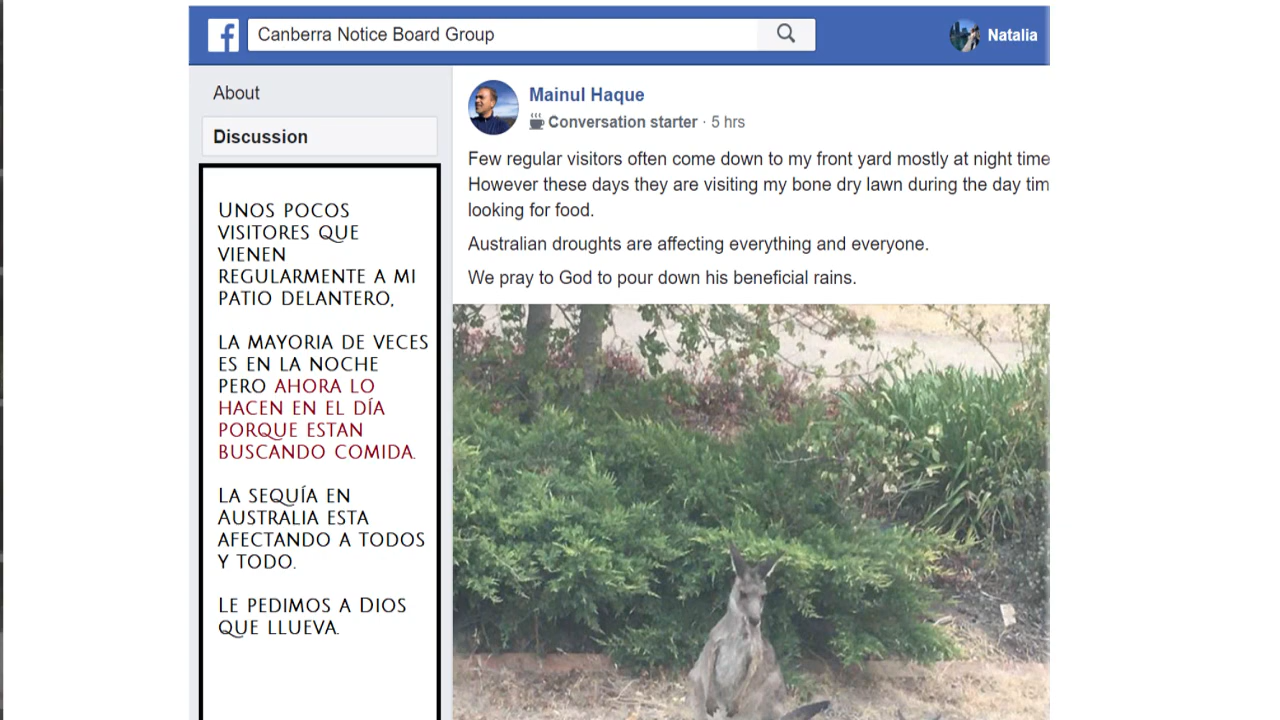 Canberra Notice Board Group
Natalia
About
Discussion
Mainul Haque
Conversation starter · 5 hrs
Few regular visitors often come down to my front yard mostly at night time
However these days they are visiting my bone dry lawn during the day tim
looking for food.
Australian droughts are affecting everything and everyone.
We pray to God to pour down his beneficial rains.
Unos pocos
visitores que
vienen
regularmente a mi
patio delantero,
la mayoria de veces
es en la noche
pero ahora lo
hacen en el día
porque estan
buscando comida.
La sequía en
Australia esta
afectando a todos
y todo.
Le pedimos a Dios
que llueva.